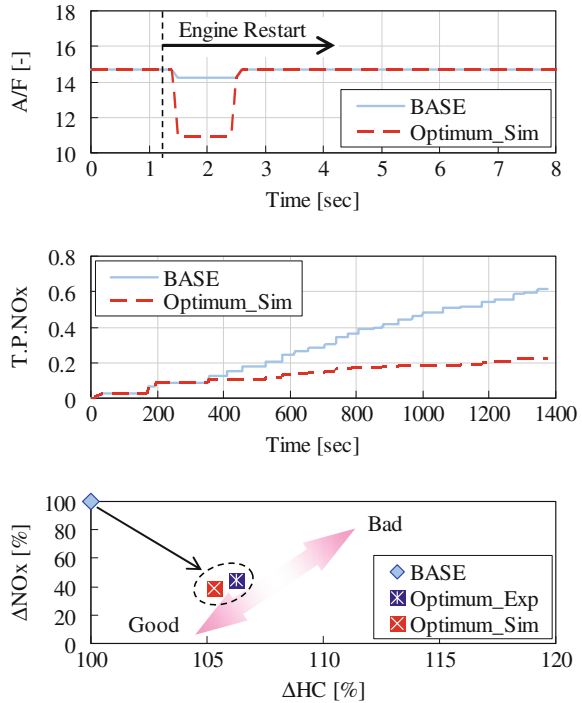 18
16
14
12
10
A/F [-]
Engine Restart
BASE
Optimum_Sim
0 1 2 3 4 5 6 7 8
Time [sec]
0.8
0.6
0.4
0.2
0
T.P.NOx
BASE
Optimum_Sim
0 200 400 600 800 1000 1200 1400
Time [sec]
100
80
60
40
20
0
ΔNOx [%]
Bad
Good
BASE
Optimum_Exp
Optimum_Sim
100 105 110 115 120
ΔHC [%]